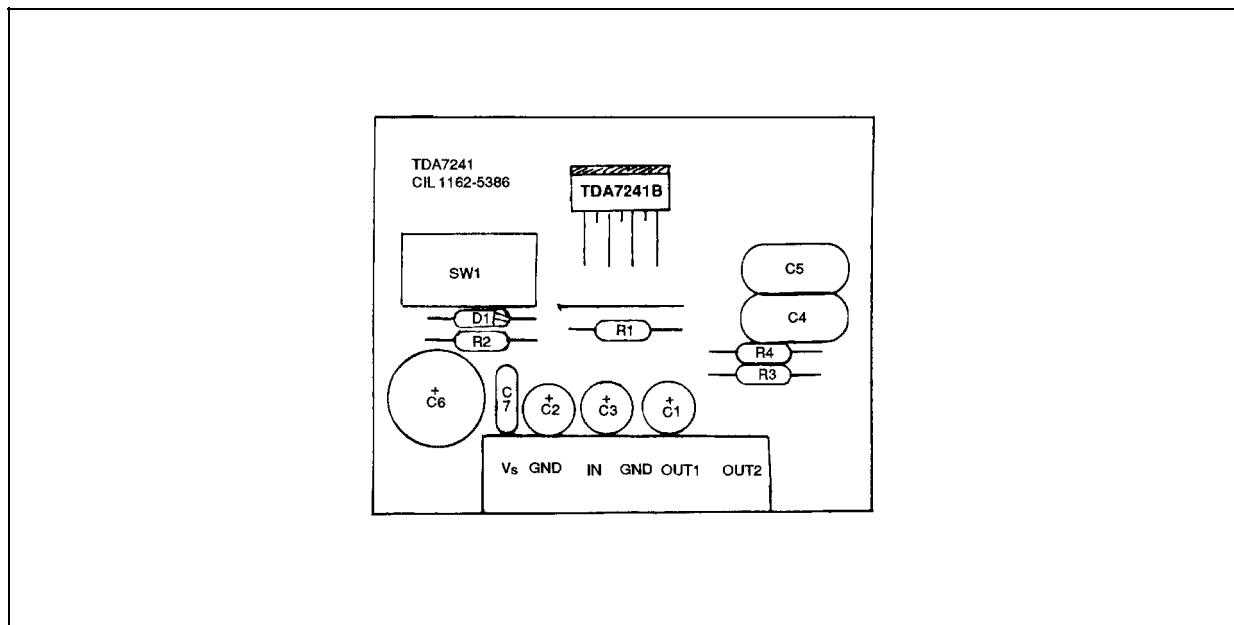 TDA7241
CIL 1162-5386
TDA7241B
SW1
C5
D1
R1
C4
R2
R4
R3
+
C6
C
7
+
C2
+
C3
+
C1
Vs GND IN GND OUT1 OUT2